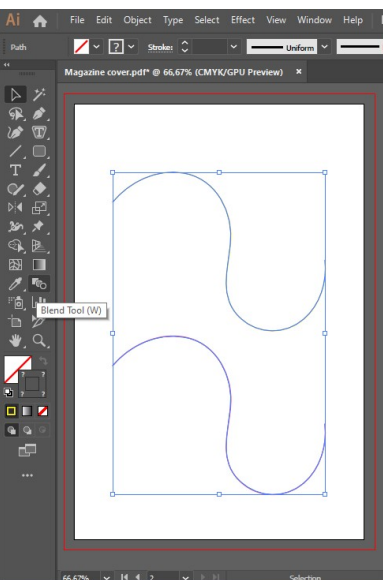 Ai File Edit Object Type Select Effect View Window Help
Path ? Stroke: Uniform
Magazine cover.pdf* @ 66,67% (CMYK/GPU Preview) ×
Blend Tool (W)
? ?
? ?
66,67% 2 Selection